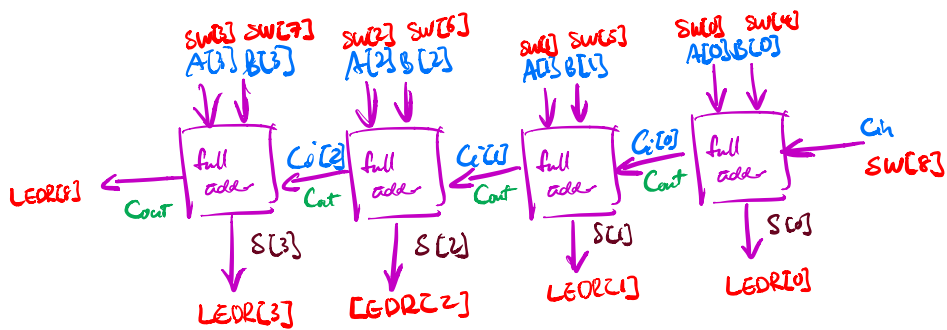 SW[3] SW[7] SW[2] SW[6] SW[1] SW[5] SW[0] SW[4]
A[3] B[3] A[2] B[2] A[1] B[1] A[0] B[0]
full adder
full adder
full adder
full adder
Ci[2] Ci[1] Ci[0] Cin
LEDR[8] Cout Cout Cout Cout SW[8]
S[3] S[2] S[1] S[0]
LEDR[3] LEDR[2] LEDR[1] LEDR[0]